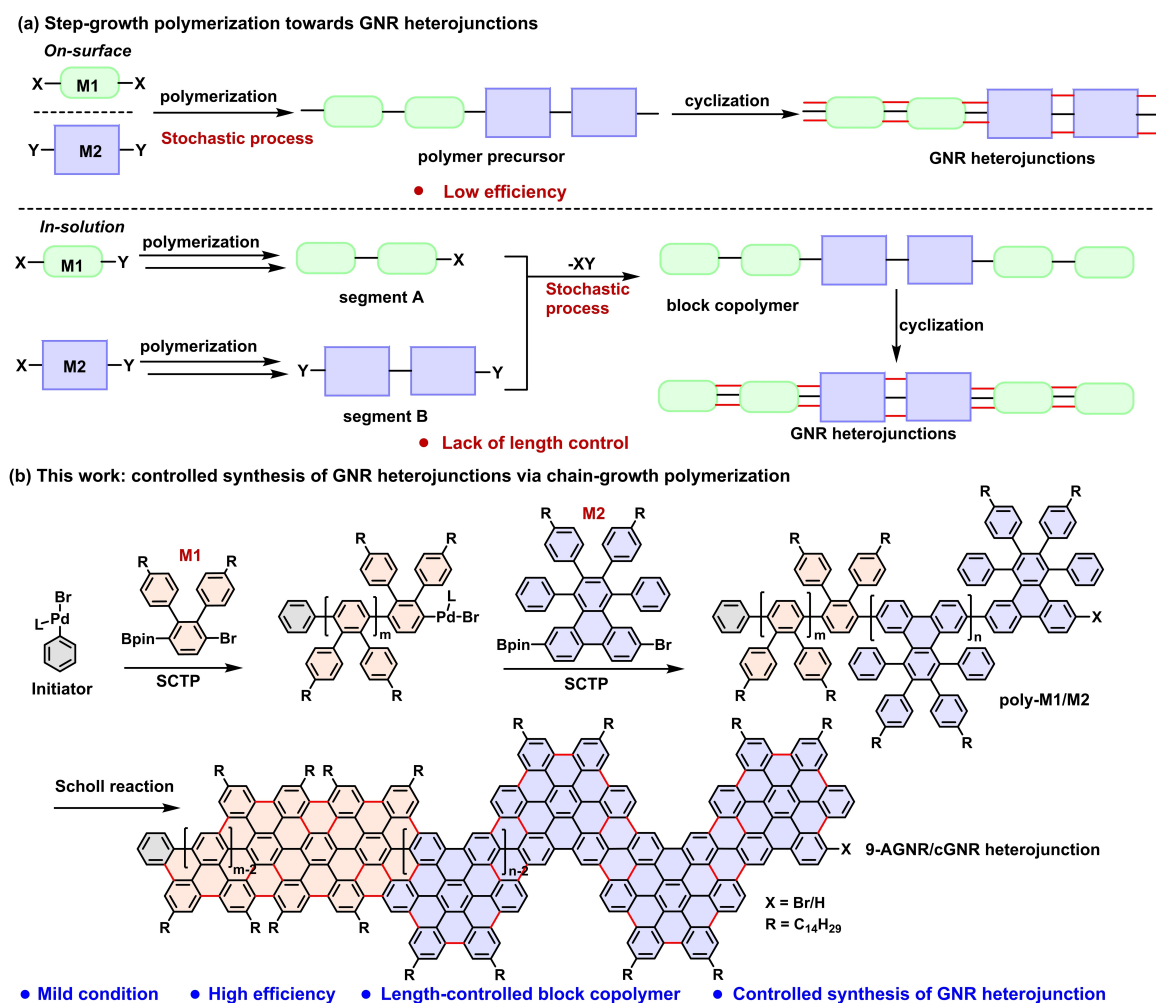 (a) Step-growth polymerization towards GNR heterojunctions
On-surface
X M1 X
polymerization
Stochastic process
Y M2 Y
polymer precursor
cyclization
GNR heterojunctions
● Low efficiency
In-solution
X M1 Y
polymerization
X
segment A
X M2 Y
polymerization
Y Y
segment B
-XY
Stochastic
process
block copolymer
cyclization
GNR heterojunctions
● Lack of length control
(b) This work: controlled synthesis of GNR heterojunctions via chain-growth polymerization
Br
L Pd
Initiator
M1
R R
Bpin Br
SCTP
R R
L
Pd-Br
m
R R
M2
R R
Bpin Br
SCTP
R R
R R
m n
X
R R
R R
poly-M1/M2
Scholl reaction
R R R R
R R
R R
m-2
n-2
X
9-AGNR/cGNR heterojunction
R R R R
R R
R R
X = Br/H
R = C14H29
● Mild condition ● High efficiency ● Length-controlled block copolymer ● Controlled synthesis of GNR heterojunction